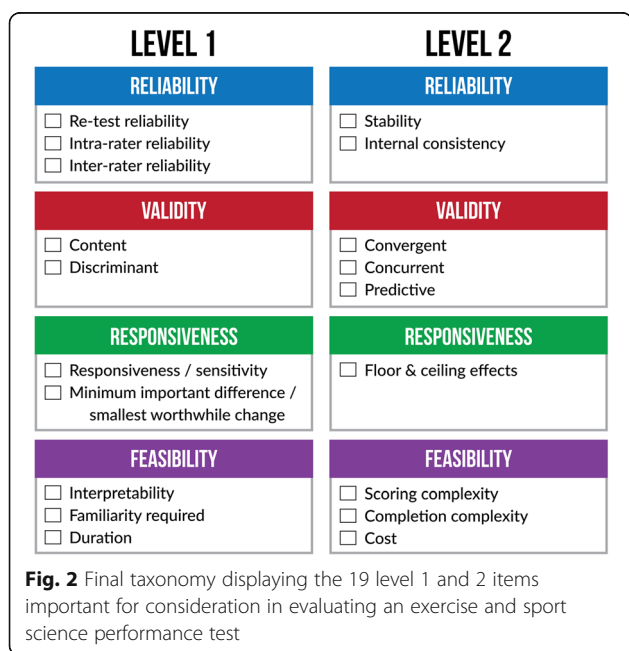 LEVEL 1
RELIABILITY
Re-test reliability
Intra-rater reliability
Inter-rater reliability
VALIDITY
Content
Discriminant
RESPONSIVENESS
Responsiveness / sensitivity
Minimum important difference /
smallest worthwhile change
FEASIBILITY
Interpretability
Familiarity required
Duration
LEVEL 2
RELIABILITY
Stability
Internal consistency
VALIDITY
Convergent
Concurrent
Predictive
RESPONSIVENESS
Floor & ceiling effects
FEASIBILITY
Scoring complexity
Completion complexity
Cost
Fig. 2 Final taxonomy displaying the 19 level 1 and 2 items
important for consideration in evaluating an exercise and sport
science performance test